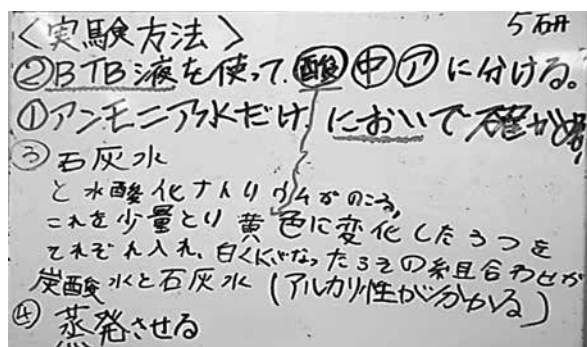 〈実験方法〉 5研
②BTB液を使って、酸 中 アに分ける。
①アンモニア水だけ においで確かめ
③石灰水
と水酸化ナトリウムがのこる。
これを少量とり黄色に変化した3つを
それぞれ入れ、白くにごなったらその組合わせが
炭酸水と石灰水(アルカリ性が分かる)
④蒸発させる